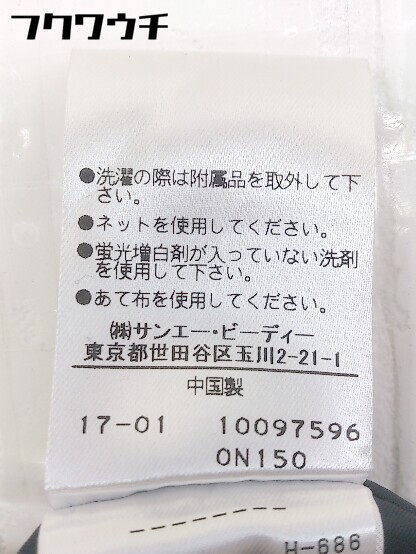 フクワウチ
●洗濯の際は附属品を取外して下
さい。
●ネットを使用してください。
●蛍光増白剤が入っていない洗剤
を使用して下さい。
●あて布を使用してください。
㈱サンエー・ビーディー
東京都世田谷区玉川2-21-1
中国製
17-01 10097596
0N150
H-686